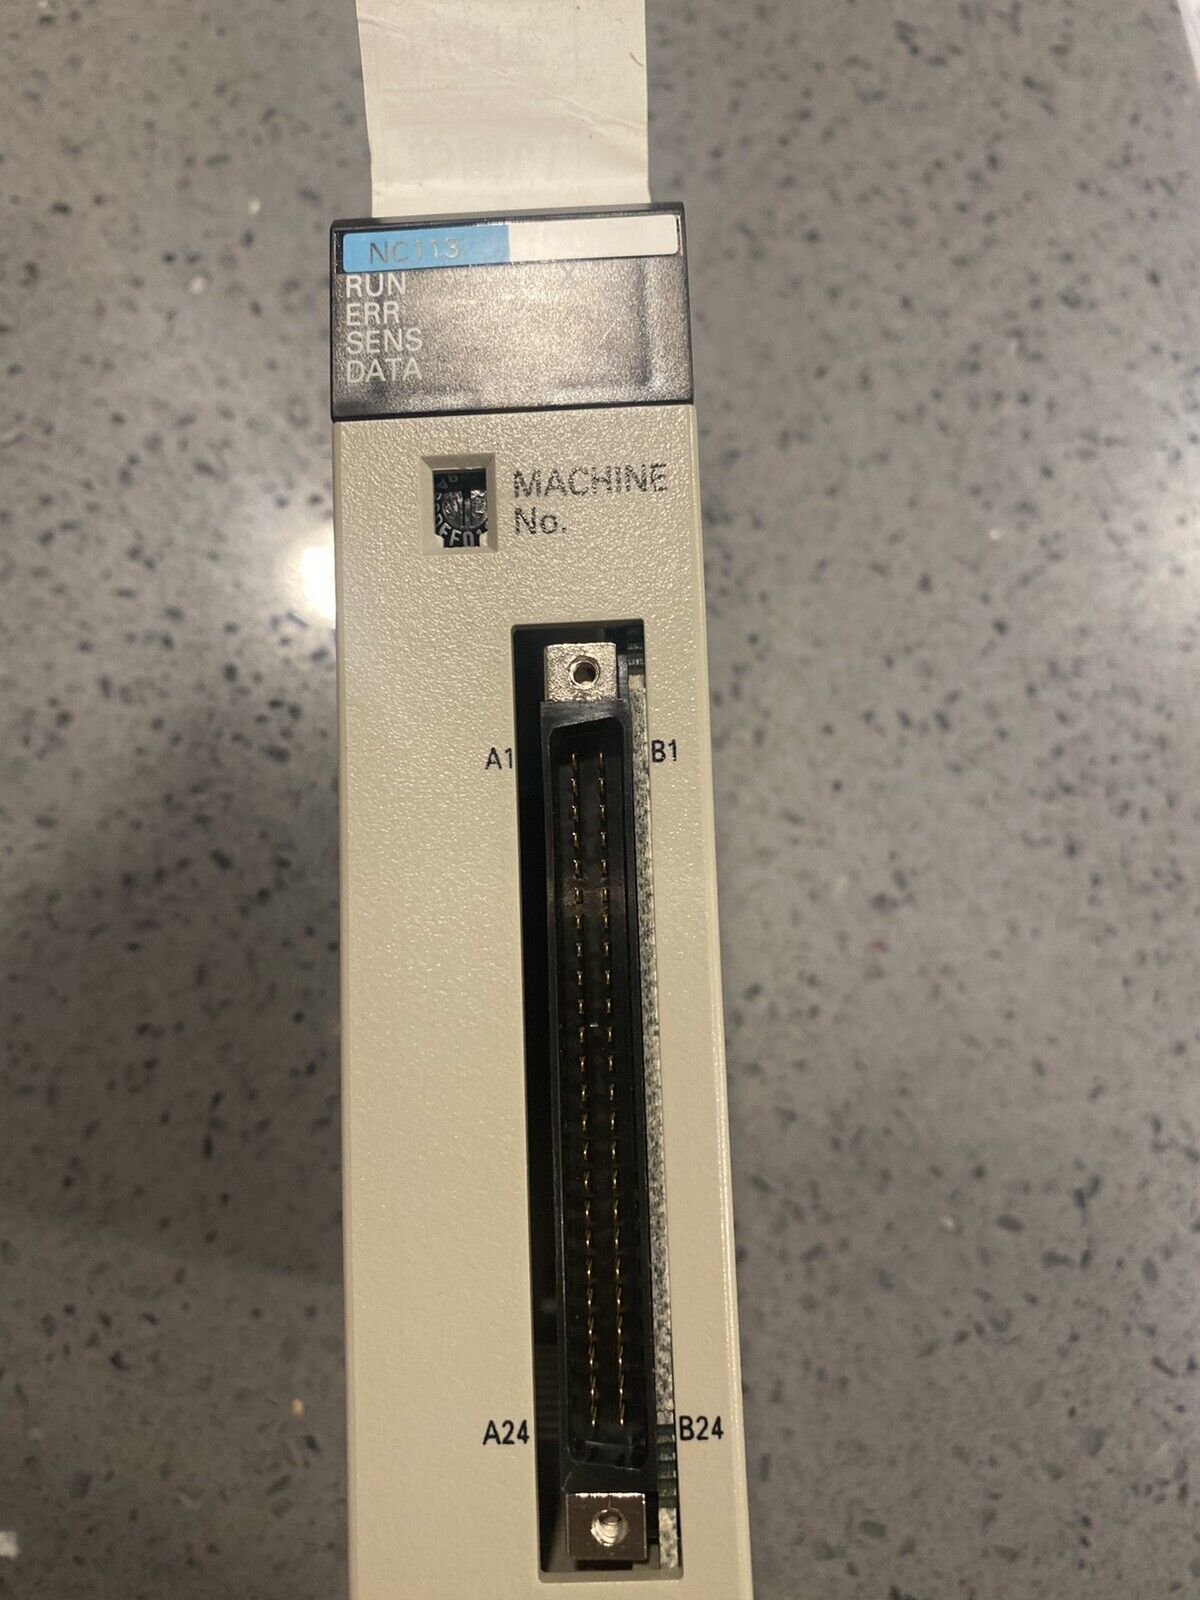 NC113
X
RUN
ERR
SENS
DATA
MACHINE
No.
A1
B1
A24
B24